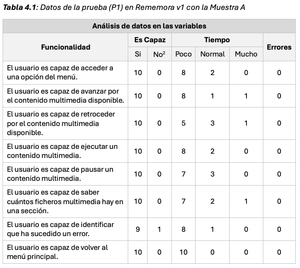 Tabla 4.1: Datos de la prueba (P1) en Rememora v1 con la Muestra A
Análisis de datos en las variables
Funcionalidad Es Capaz Tiempo Errores
Sí No² Poco Normal Mucho
El usuario es capaz de acceder a
una opción del menú. 10 0 8 2 0 0
El usuario es capaz de avanzar por
el contenido multimedia disponible. 10 0 8 1 1 0
El usuario es capaz de retroceder
por el contenido multimedia
disponible. 10 0 5 3 1 0
El usuario es capaz de ejecutar un
contenido multimedia. 10 0 8 2 0 0
El usuario es capaz de pausar un
contenido multimedia. 10 0 7 3 0 0
El usuario es capaz de saber
cuántos ficheros multimedia hay en
una sección. 10 0 7 2 1 0
El usuario es capaz de identificar
que ha sucedido un error. 9 1 8 1 0 0
El usuario es capaz de volver al
menú principal. 10 0 10 0 0 0